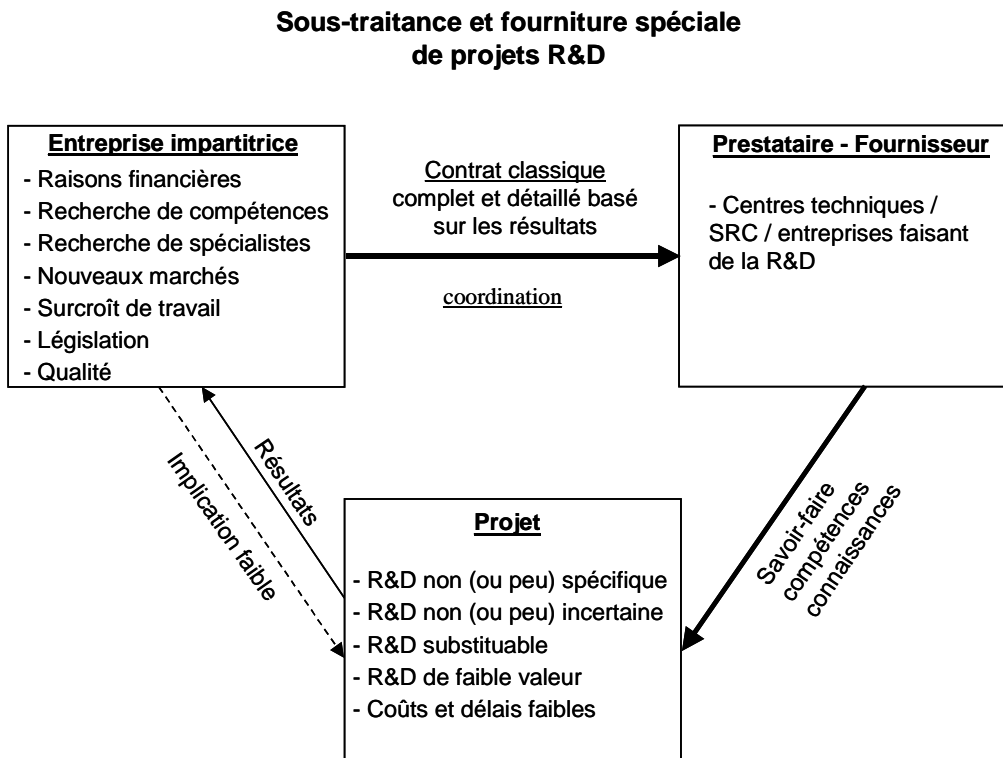 Sous-traitance et fourniture spéciale
de projets R&D
Entreprise impartitrice
- Raisons financières
- Recherche de compétences
- Recherche de spécialistes
- Nouveaux marchés
- Surcroît de travail
- Législation
- Qualité
Contrat classique
complet et détaillé basé
sur les résultats
coordination
Prestataire - Fournisseur
- Centres techniques /
SRC / entreprises faisant
de la R&D
Implication faible
Résultats
Savoir-faire
compétences
connaissances
Projet
- R&D non (ou peu) spécifique
- R&D non (ou peu) incertaine
- R&D substituable
- R&D de faible valeur
- Coûts et délais faibles